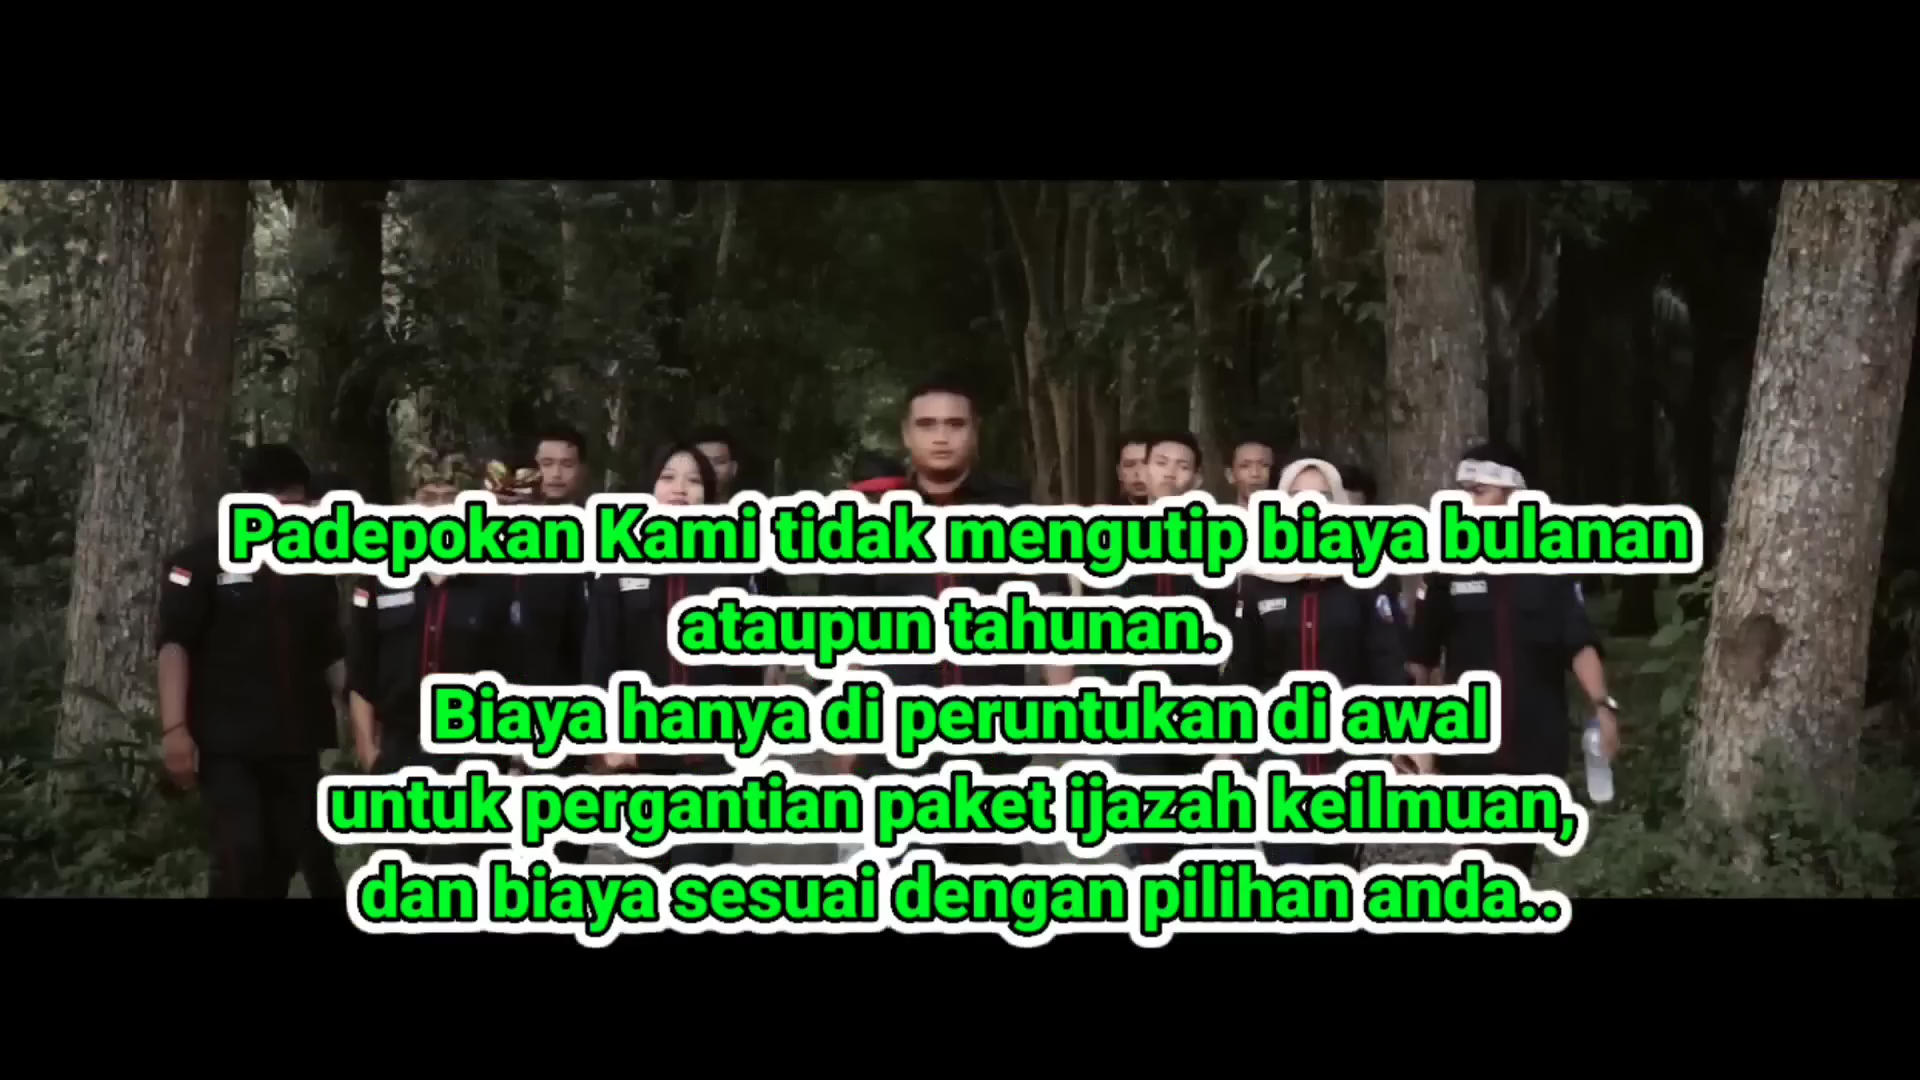 Padepokan Kami tidak mengutip biaya bulanan
ataupun tahunan.
Biaya hanya di peruntukan di awal
untuk pergantian paket ijazah keilmuan,
dan biaya sesuai dengan pilihan anda..